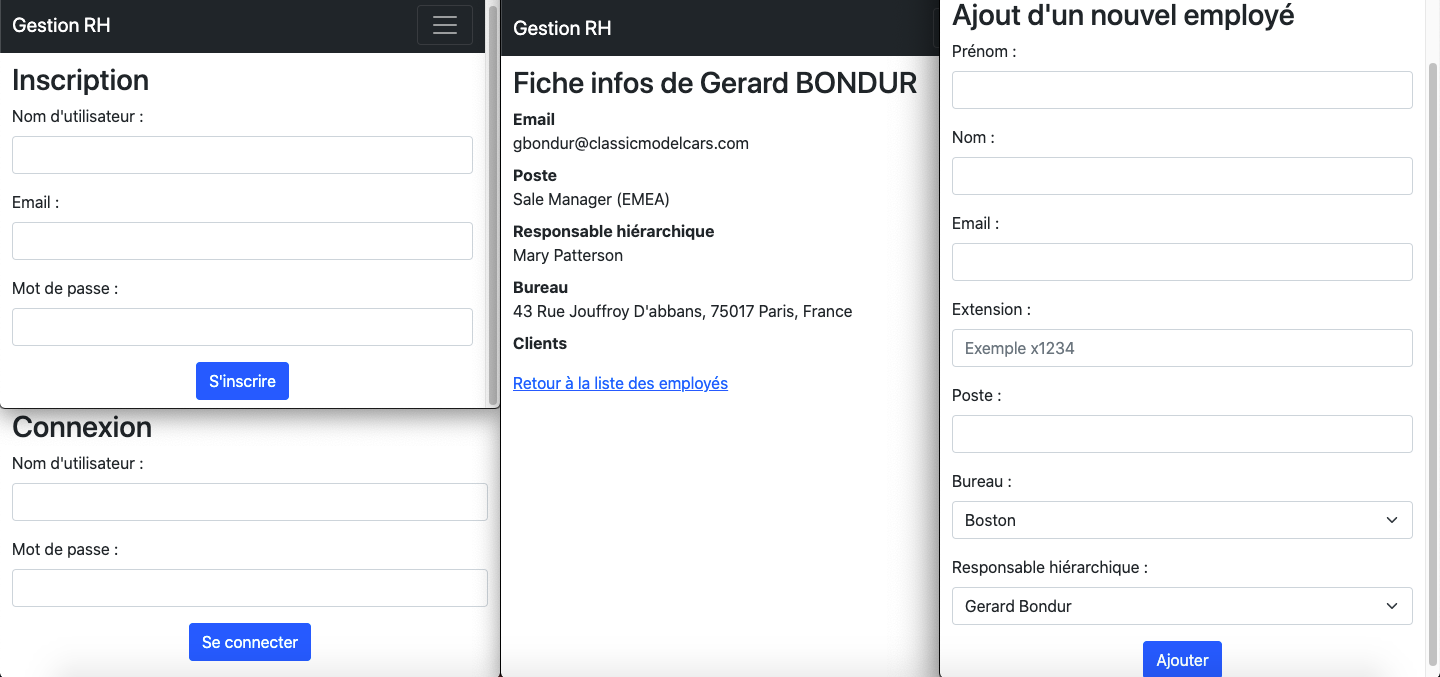 Gestion RH
Inscription
Nom d'utilisateur :
Email :
Mot de passe :
S'inscrire
Connexion
Nom d'utilisateur :
Mot de passe :
Se connecter
Gestion RH
Fiche infos de Gerard BONDUR
Email
gbondur@classicmodelcars.com
Poste
Sale Manager (EMEA)
Responsable hiérarchique
Mary Patterson
Bureau
43 Rue Jouffroy D'abbans, 75017 Paris, France
Clients
Retour à la liste des employés
Ajout d'un nouvel employé
Prénom :
Nom :
Email :
Extension :
Exemple x1234
Poste :
Bureau :
Boston
Responsable hiérarchique :
Gerard Bondur
Ajouter